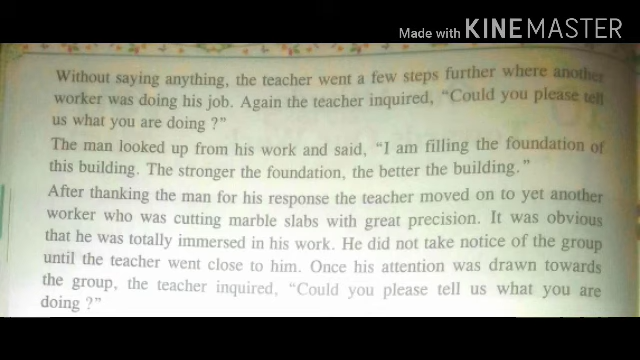 Made with KINEMASTER
Without saying anything, the teacher went a few steps further where another
worker was doing his job. Again the teacher inquired, “Could you please tell
us what you are doing ?”
The man looked up from his work and said, “I am filling the foundation of
this building. The stronger the foundation, the better the building.”
After thanking the man for his response the teacher moved on to yet another
worker who was cutting marble slabs with great precision. It was obvious
that he was totally immersed in his work. He did not take notice of the group
until the teacher went close to him. Once his attention was drawn towards
the group, the teacher inquired, “Could you please tell us what you are
doing ?”